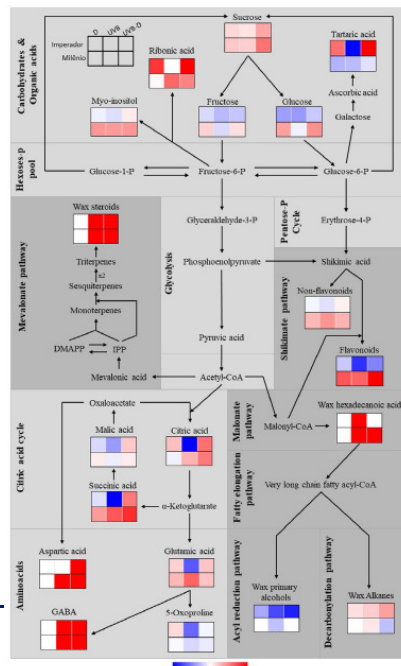 Carbohydrates &
Organic acids
D
UVB
UVB-D
Imperador
Milênio
Sucrose
Ribonic acid
Tartaric acid
Ascorbic acid
Galactose
Myo-inositol
Fructose
Glucose
Hexoses-p
pool
Glucose-1-P
Fructose-6-P
Glucose-6-P
Mevalonate pathway
Wax steroids
Triterpenes
x2
Sesquiterpenes
Monoterpenes
DMAPP
IPP
Mevalonic acid
Glycolysis
Glyceraldehyde-3-P
Phosphoenolpyruvate
Pyruvic acid
Acetyl-CoA
Pentose-P
Cycle
Erythrose-4-P
Shikimate pathway
Shikimic acid
Non-flavonoids
Flavonoids
Citric acid cycle
Oxaloacetate
Malic acid
Citric acid
Succinic acid
α-Ketoglutarate
Malonate
pathway
Malonyl-CoA
Wax hexadecanoic acid
Fatty elongation
pathway
Very long chain fatty acyl-CoA
Aminoacids
Aspartic acid
Glutamic acid
GABA
5-Oxoproline
Acyl reduction pathway
Wax primary
alcohols
Decarbonylation pathway
Wax Alkanes